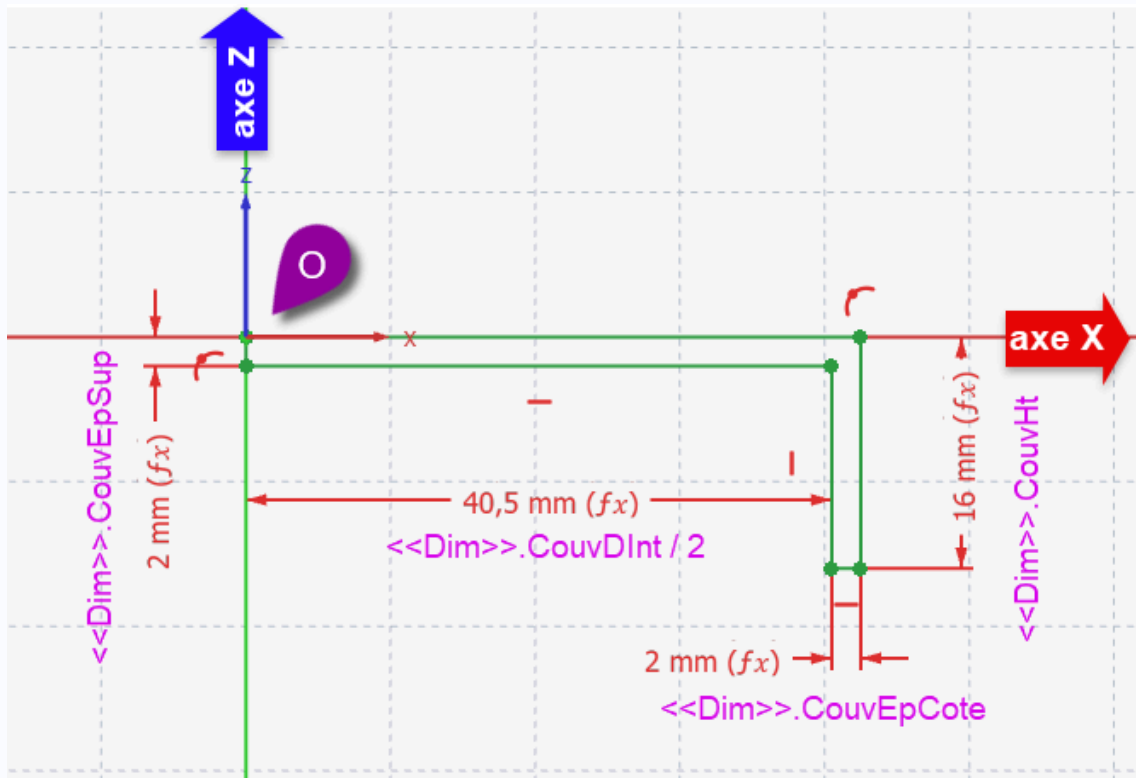 axe Z
z
O
x
axe X
<<Dim>>.CouvEpSup
2 mm (fx)
40,5 mm (fx)
<<Dim>>.CouvDInt / 2
16 mm (fx)
<<Dim>>.CouvHt
2 mm (fx)
<<Dim>>.CouvEpCote